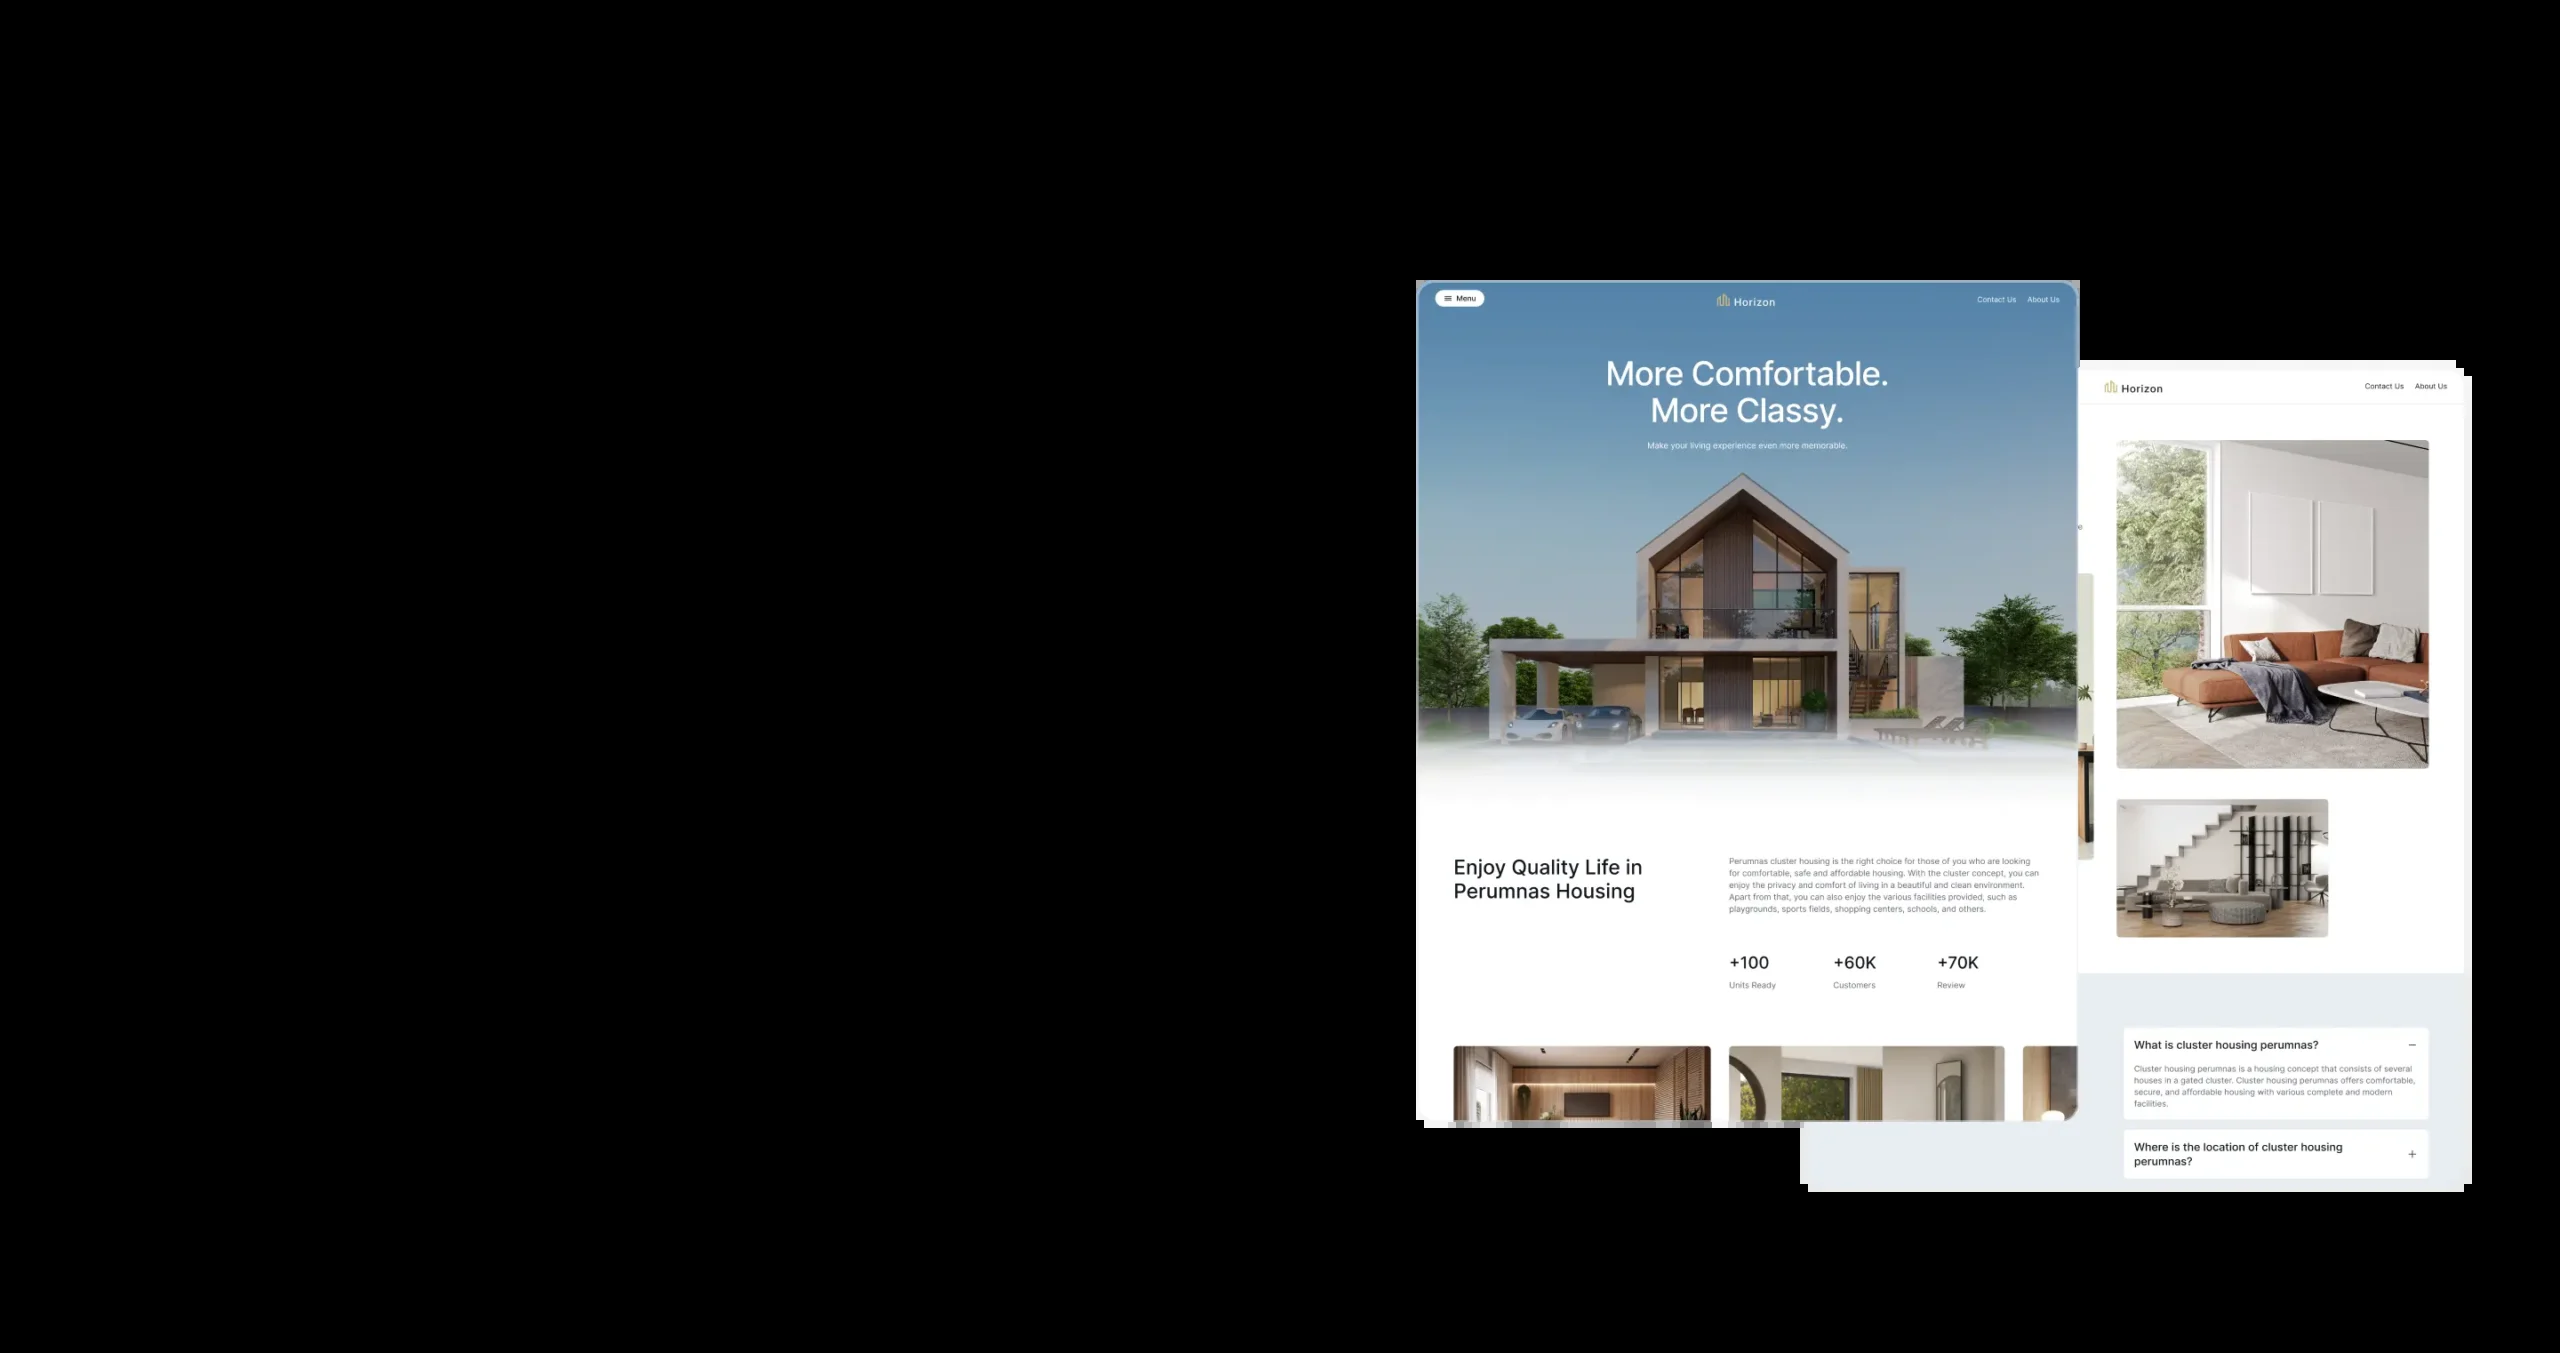 Menu
Horizon
Contact Us About Us
More Comfortable.
More Classy.
Make your living experience even more memorable.
Enjoy Quality Life in
Perumnas Housing
Perumnas cluster housing is the right choice for those of you who are looking
for comfortable, safe and affordable housing. With the cluster concept, you can
enjoy the privacy and comfort of living in a beautiful and clean environment.
Apart from that, you can also enjoy the various facilities provided, such as
playgrounds, sports fields, shopping centers, schools, and others.
+100 +60K +70K
Units Ready Customers Review
Horizon
Contact Us About Us
What is cluster housing perumnas?
Cluster housing perumnas is a housing concept that consists of several
houses in a gated cluster. Cluster housing perumnas offers comfortable,
secure, and affordable housing with various complete and modern
facilities.
Where is the location of cluster housing
perumnas?